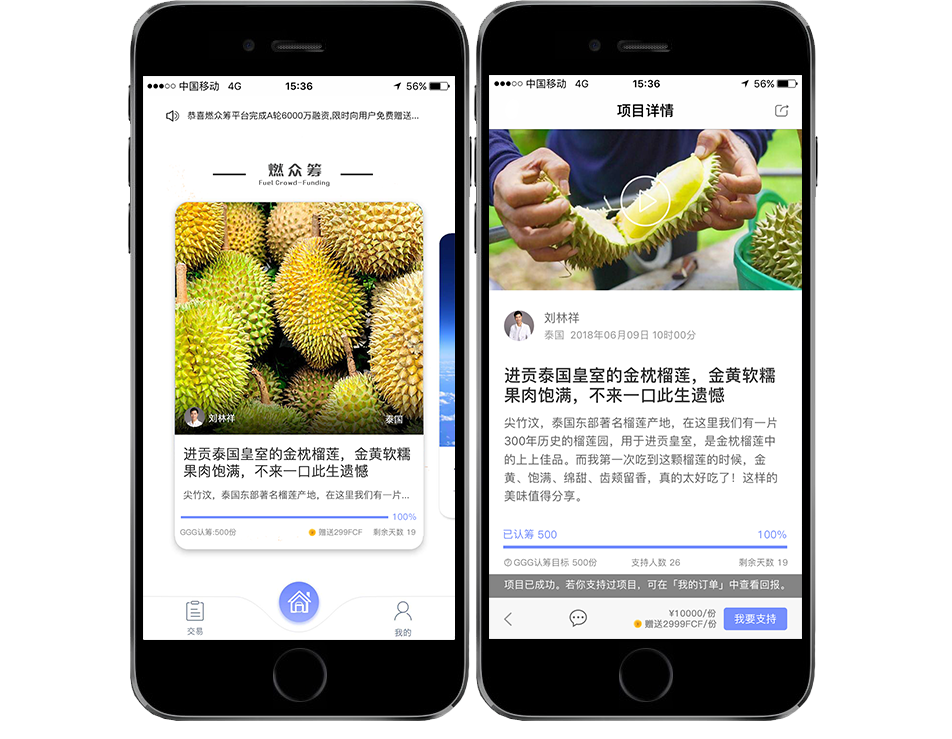 中国移动 4G 15:36 56%
恭喜燃众筹平台完成A轮6000万融资,限时向用户免费赠送...
燃众筹
Fuel Crowd-Funding
刘林祥 泰国
进贡泰国皇室的金枕榴莲，金黄软糯
果肉饱满，不来一口此生遗憾
尖竹汶，泰国东部著名榴莲产地，在这里我们有一片...
100%
GGG认筹:500份 赠送299FCF 剩余天数 19
交易
我的
中国移动 4G 15:36 56%
项目详情
刘林祥
泰国 2018年06月09日 10时00分
进贡泰国皇室的金枕榴莲，金黄软糯
果肉饱满，不来一口此生遗憾
尖竹汶，泰国东部著名榴莲产地，在这里我们有一片
300年历史的榴莲园，用于进贡皇室，是金枕榴莲中
的上上佳品。而我第一次吃到这颗榴莲的时候，金
黄、饱满、绵甜、齿颊留香，真的太好吃了！这样的
美味值得分享。
已认筹 500 100%
GGG认筹目标 500份 支持人数 26 剩余天数 19
项目已成功。若你支持过项目，可在「我的订单」中查看回报。
¥10000/份
赠送2999FCF/份
我要支持